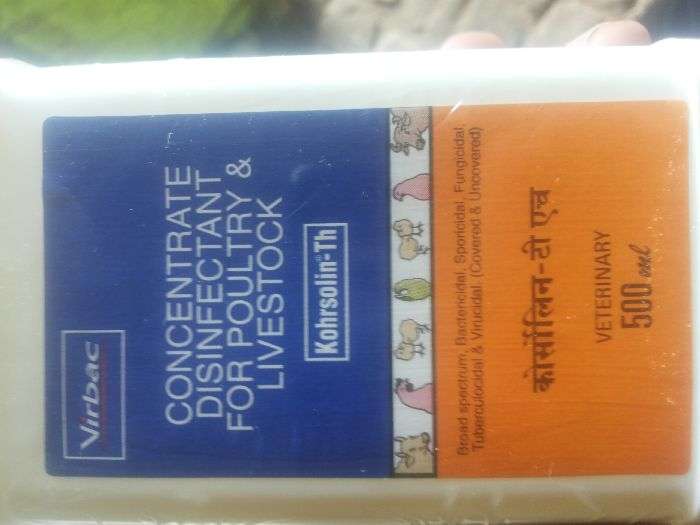 Virbac
CONCENTRATE
DISINFECTANT
FOR POULTRY &
LIVESTOCK
Kohrsolin®-Th
Broad spectrum, Bactericidal, Sporicidal, Fungicidal,
Tuberculocidal & Virucidal. (Covered & Uncovered)
कोर्सोलिन-टी एच
VETERINARY
500 ml